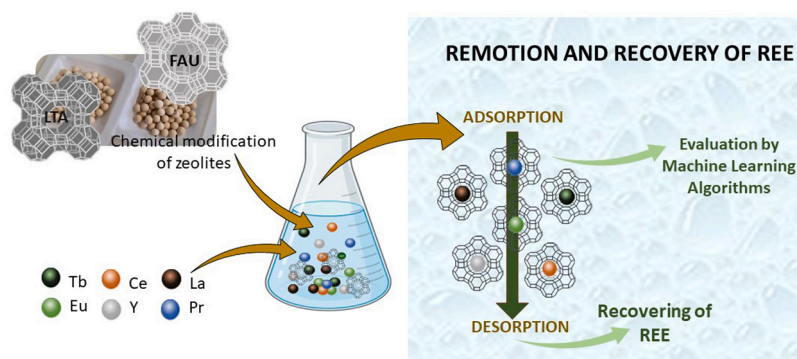 FAU
LTA
Chemical modification
of zeolites
Tb
Ce
La
Eu
Y
Pr
REMOTION AND RECOVERY OF REE
ADSORPTION
Evaluation by
Machine Learning
Algorithms
DESORPTION
Recovering of
REE